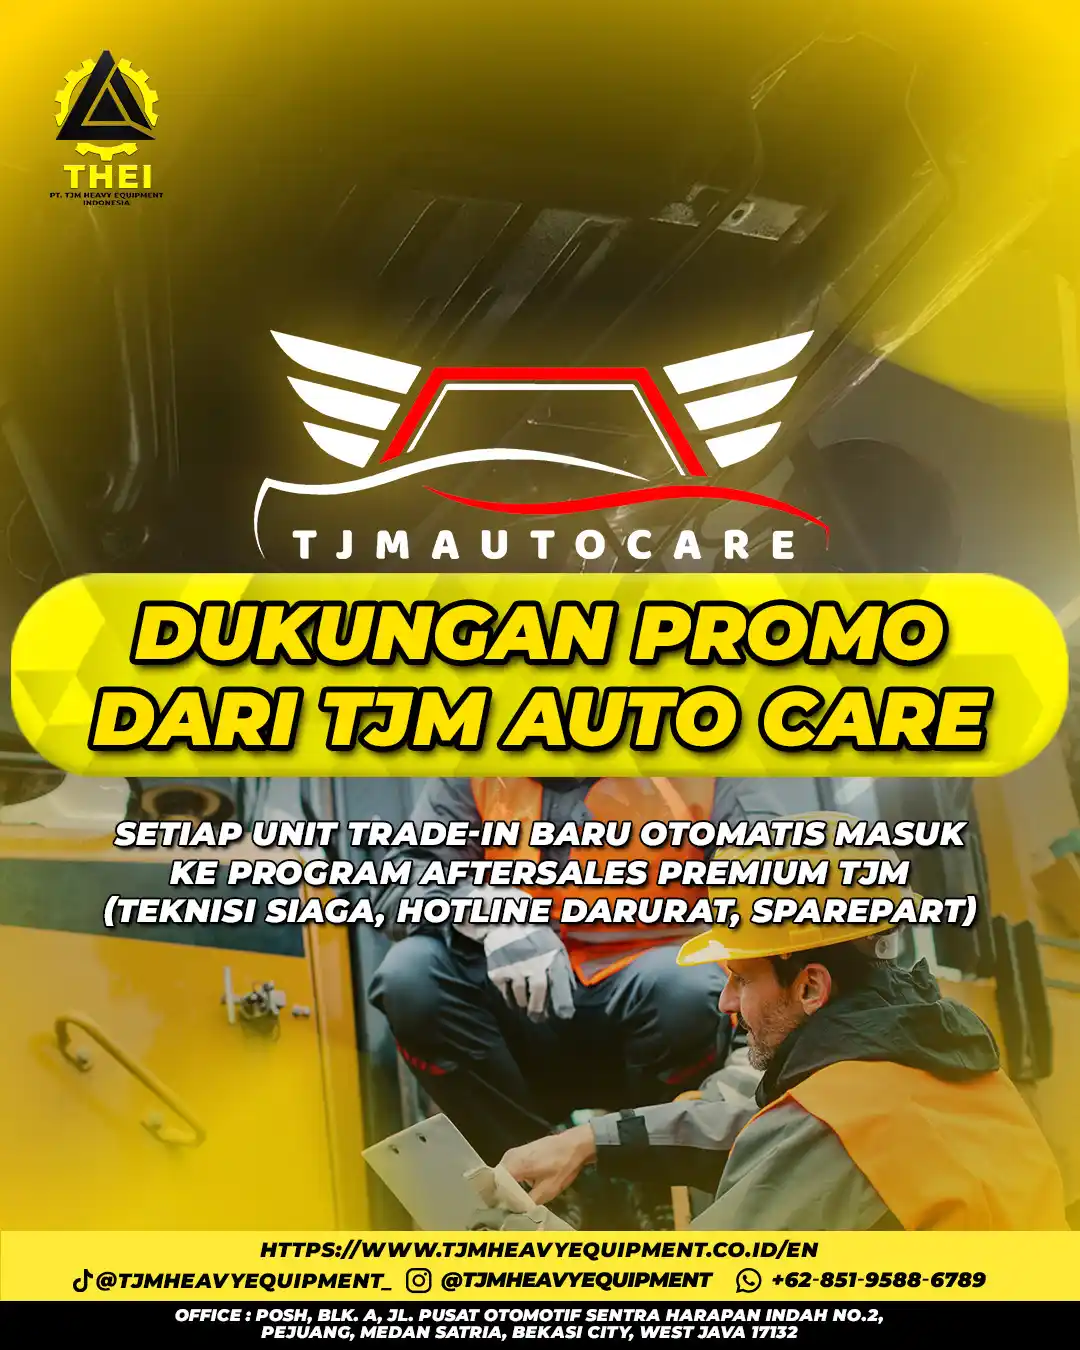 THEI
PT. TJM HEAVY EQUIPMENT
INDONESIA
TJMAUTOCARE
DUKUNGAN PROMO
DARI TJM AUTO CARE
SETIAP UNIT TRADE-IN BARU OTOMATIS MASUK
KE PROGRAM AFTERSALES PREMIUM TJM
(TEKNISI SIAGA, HOTLINE DARURAT, SPAREPART)
HTTPS://WWW.TJMHEAVYEQUIPMENT.CO.ID/EN
@TJMHEAVYEQUIPMENT_ @TJMHEAVYEQUIPMENT +62-851-9588-6789
OFFICE : POSH, BLK. A, JL. PUSAT OTOMOTIF SENTRA HARAPAN INDAH NO.2,
PEJUANG, MEDAN SATRIA, BEKASI CITY, WEST JAVA 17132